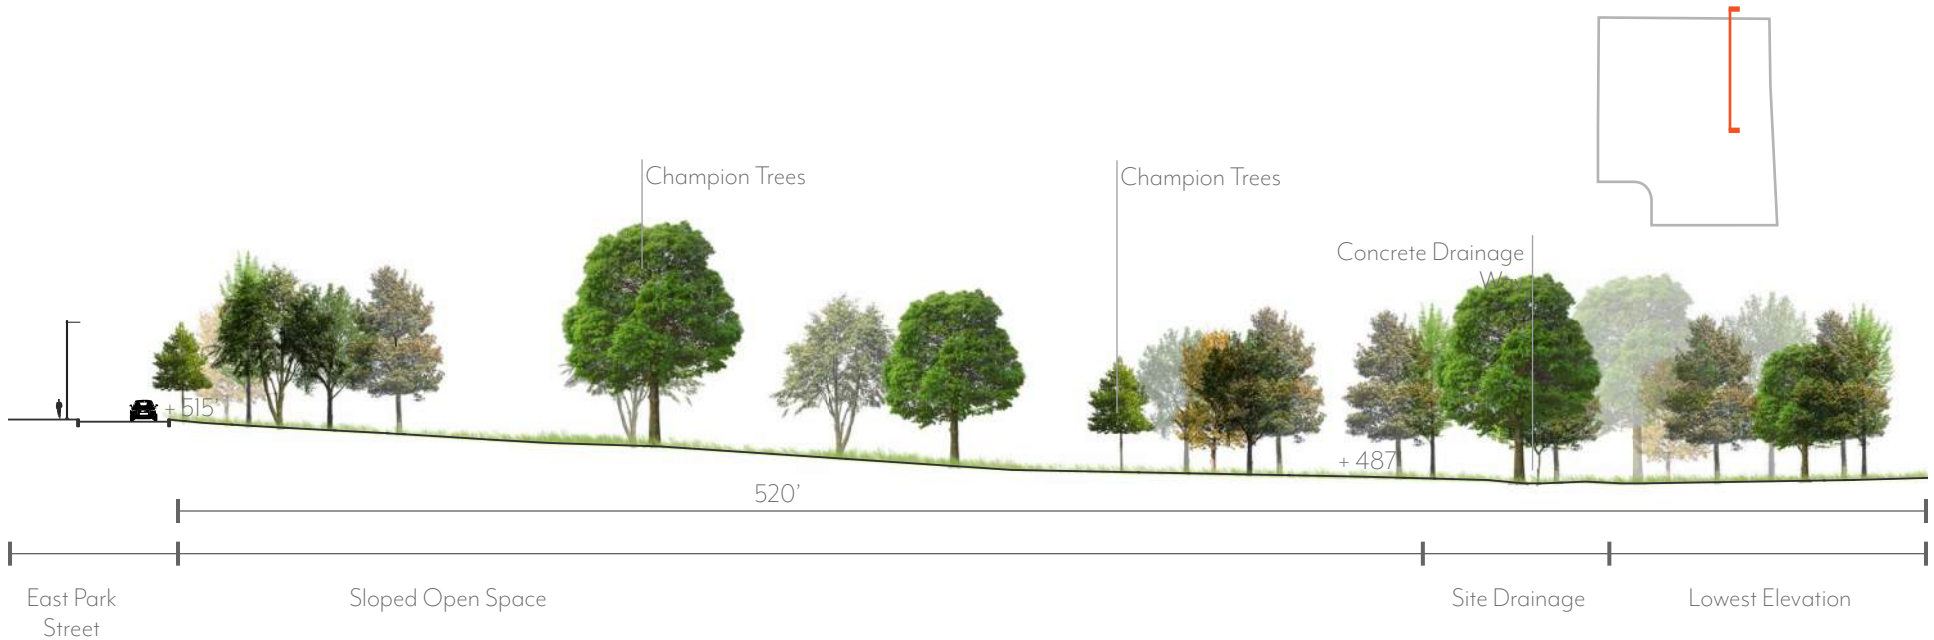 Champion Trees
Champion Trees
Concrete Drainage
+ 515'
+ 487
520'
East Park
Street
Sloped Open Space
Site Drainage
Lowest Elevation